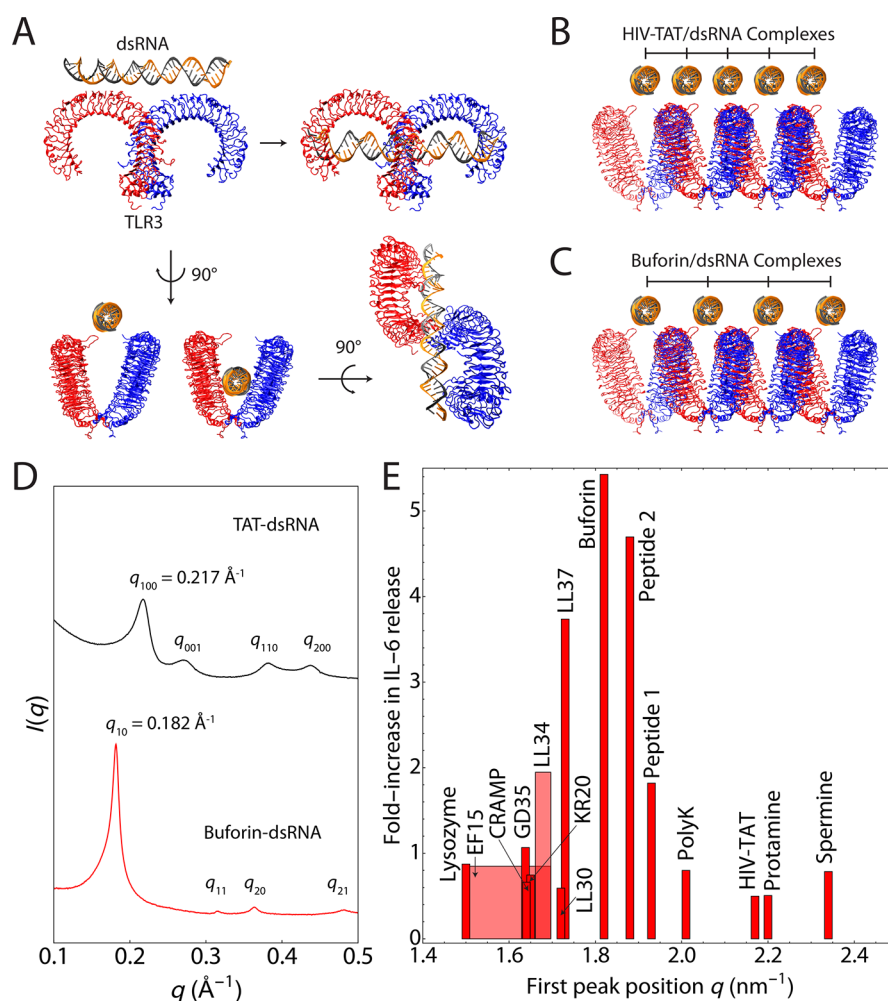 A
dsRNA
TLR3
90°
90°
B
HIV-TAT/dsRNA Complexes
C
Buforin/dsRNA Complexes
D
TAT-dsRNA
q100 = 0.217 Å-1
q001
q110
q200
q10 = 0.182 Å-1
Buforin-dsRNA
q11
q20
q21
I(q)
0.1 0.2 0.3 0.4 0.5
q (Å−1)
E
Fold−increase in IL−6 release
5
4
3
2
1
0
Lysozyme
EF15
CRAMP
GD35
LL34
KR20
LL30
LL37
Buforin
Peptide 2
Peptide 1
PolyK
HIV-TAT
Protamine
Spermine
1.4 1.6 1.8 2.0 2.2 2.4
First peak position q (nm−1)